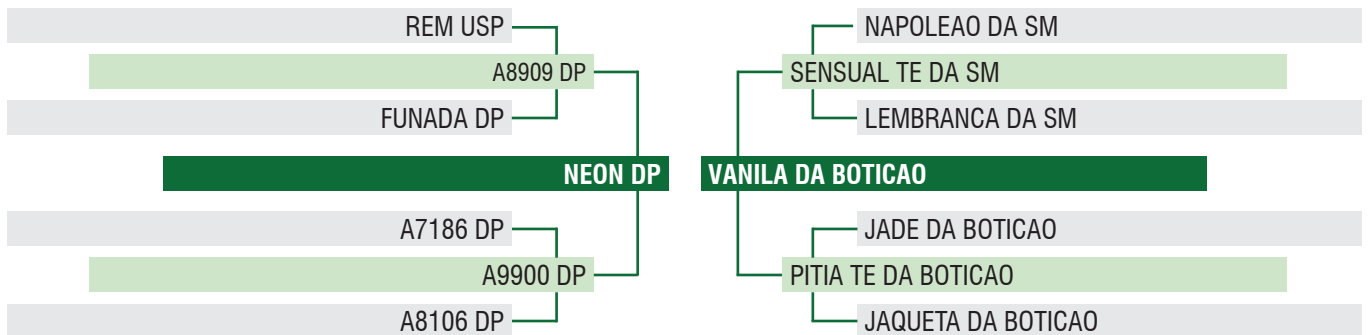 REM USP
A8909 DP
FUNADA DP
NEON DP
A7186 DP
A9900 DP
A8106 DP
NAPOLEAO DA SM
SENSUAL TE DA SM
LEMBRANCA DA SM
VANILA DA BOTICAO
JADE DA BOTICAO
PITIA TE DA BOTICAO
JAQUETA DA BOTICAO